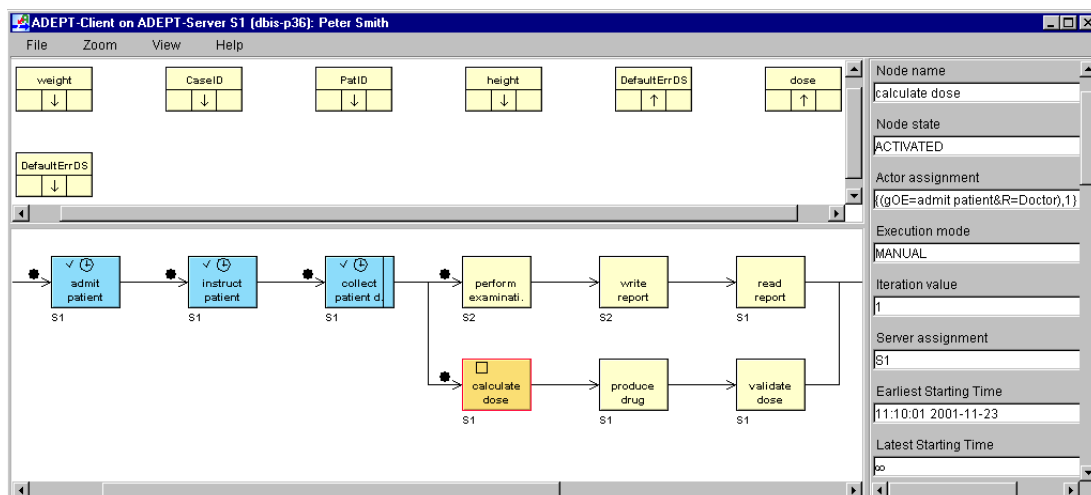 ADEPT-Client on ADEPT-Server S1 (dbis-p36): Peter Smith
File Zoom View Help
weight CaseID PatID height DefaultErrDS dose
DefaultErrDS
admit patient
S1
instruct patient
S1
collect patient d.
S1
perform examinati.
S2
write report
S2
read report
S1
calculate dose
S1
produce drug
S1
validate dose
S1
Node name
calculate dose
Node state
ACTIVATED
Actor assignment
{(gOE=admit patient&R=Doctor),1}
Execution mode
MANUAL
Iteration value
1
Server assignment
S1
Earliest Starting Time
11:10:01 2001-11-23
Latest Starting Time
∞